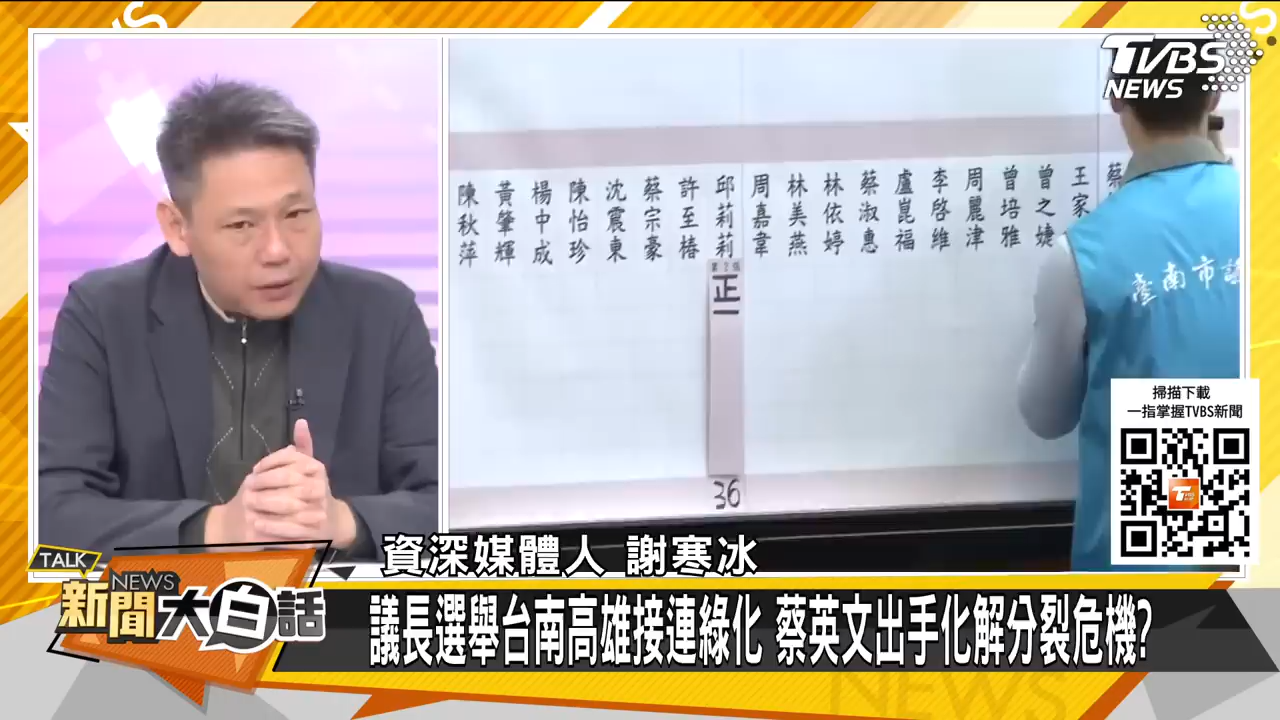 TVBS
NEWS
陳秋萍
黃肇輝
楊中成
陳怡珍
沈震東
蔡宗豪
許至椿
邱莉莉
周嘉韋
林美燕
林依婷
蔡淑惠
盧崑福
李啓維
周麗津
曾培雅
曾之婕
王家
蔡
正
一
36
臺南市議
掃描下載
一指掌握TVBS新聞
資深媒體人 謝寒冰
TALK
NEWS
新聞大白話
議長選舉台南高雄接連綠化 蔡英文出手化解分裂危機?
NEWS